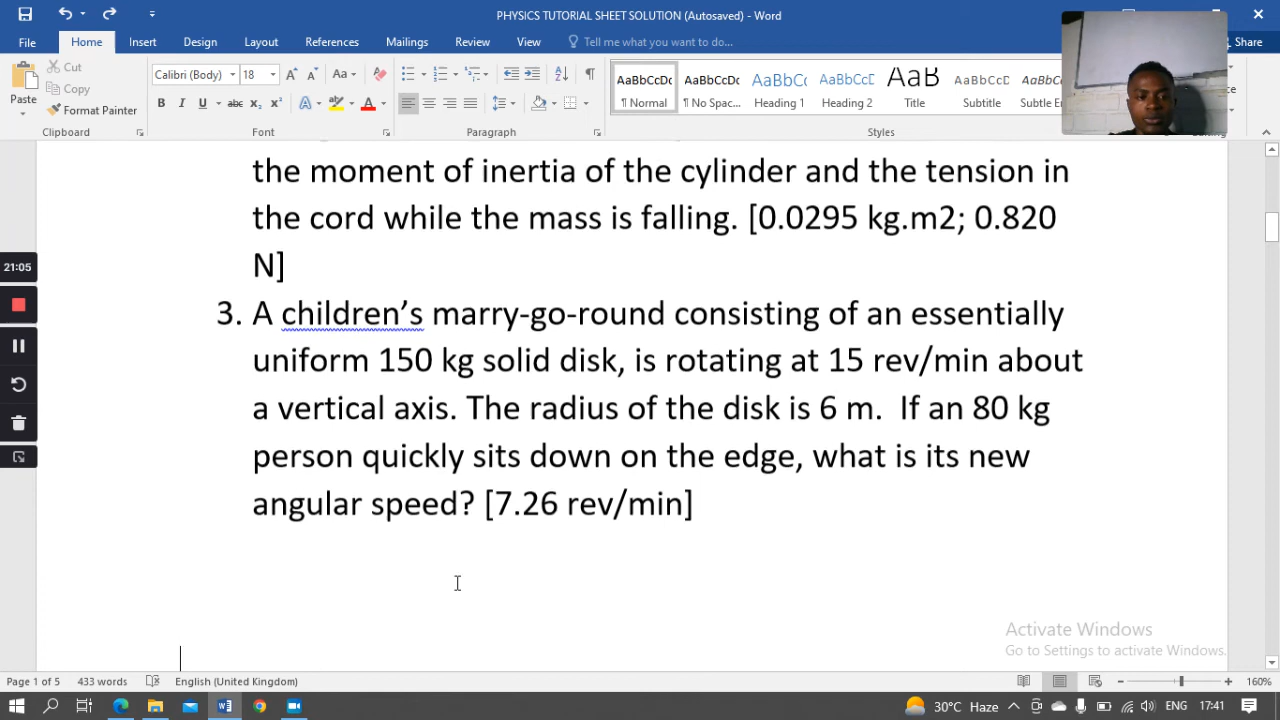 PHYSICS TUTORIAL SHEET SOLUTION (Autosaved) - Word
File Home Insert Design Layout References Mailings Review View Tell me what you want to do... Share
Cut
Copy
Format Painter
Paste
Calibri (Body) 18
AaBbCcDc AaBbCcDc AaBbC AaBbCcE AaB AaBbCcD
¶ Normal ¶ No Spac... Heading Heading 2 Title Subtitle Subtle
Clipboard Font Paragraph Styles
the moment of inertia of the cylinder and the tension in
the cord while the mass is falling. [0.0295 kg.m2; 0.820
N]
3. A children’s marry-go-round consisting of an essentially
uniform 150 kg solid disk, is rotating at 15 rev/min about
a vertical axis. The radius of the disk is 6 m. If an 80 kg
person quickly sits down on the edge, what is its new
angular speed? [7.26 rev/min]
21:05
Activate Windows
Go to Settings to activate Windows.
Page 1 of 5 433 words English (United Kingdom) 160%
30°C Haze ENG 17:41